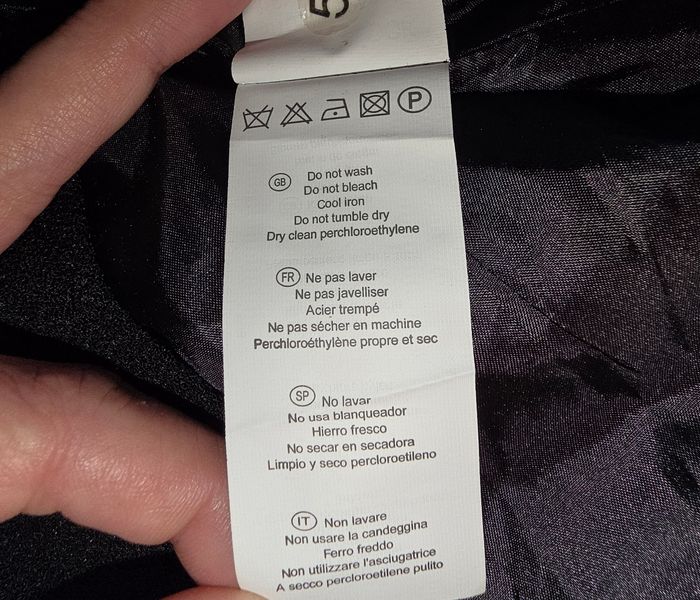 5
P
GB Do not wash
Do not bleach
Cool iron
Do not tumble dry
Dry clean perchloroethylene
FR Ne pas laver
Ne pas javelliser
Acier trempé
Ne pas sécher en machine
Perchloroéthylène propre et sec
SP No lavar
No usa blanqueador
Hierro fresco
No secar en secadora
Limpio y seco percloroetileno
IT Non lavare
Non usare la candeggina
Ferro freddo
Non utilizzare l'asciugatrice
A secco percloroetilene pulito